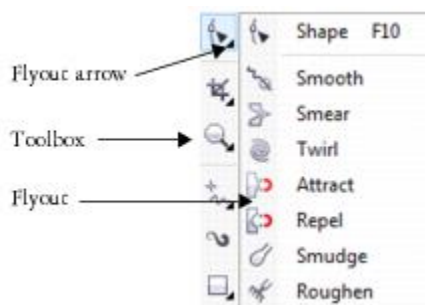 Shape F10
Flyout arrow
Smooth
Smear
Toolbox
Twirl
Attract
Flyout
Repel
Smudge
Roughen